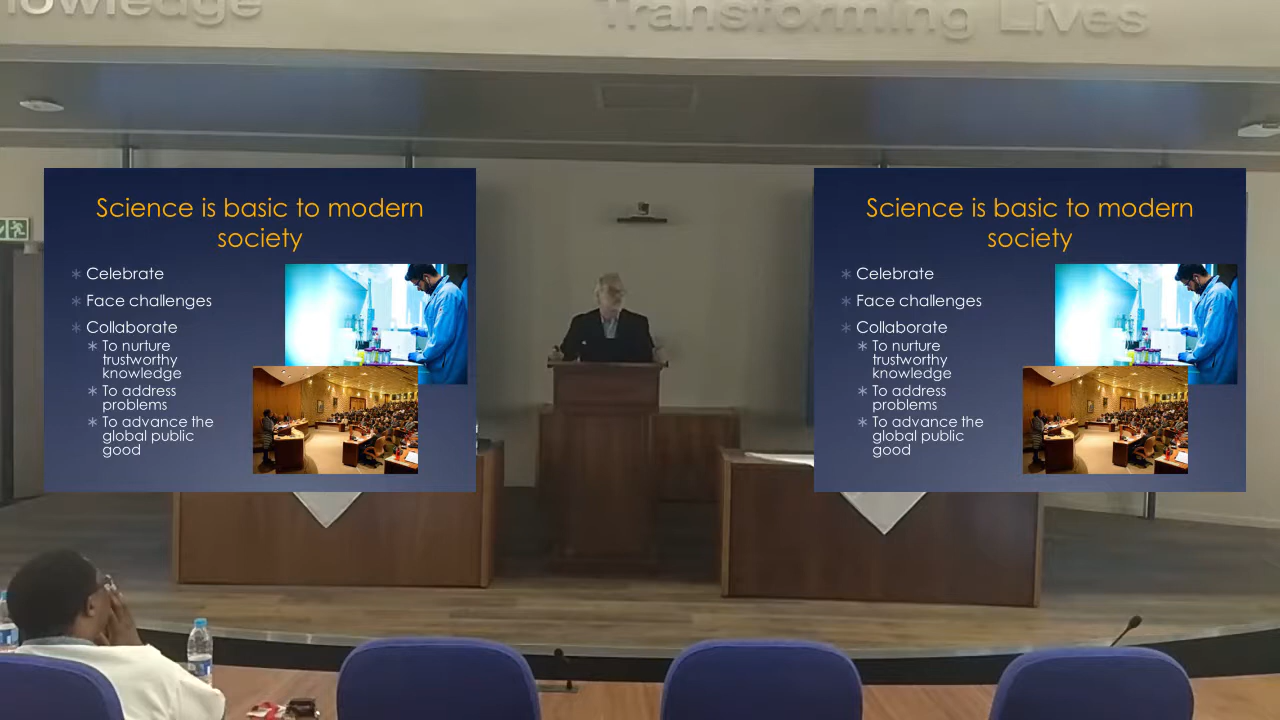 Transforming Lives
Science is basic to modern
society
Celebrate
Face challenges
Collaborate
To nurture
trustworthy
knowledge
To address
problems
To advance the
global public
good
Science is basic to modern
society
Celebrate
Face challenges
Collaborate
To nurture
trustworthy
knowledge
To address
problems
To advance the
global public
good